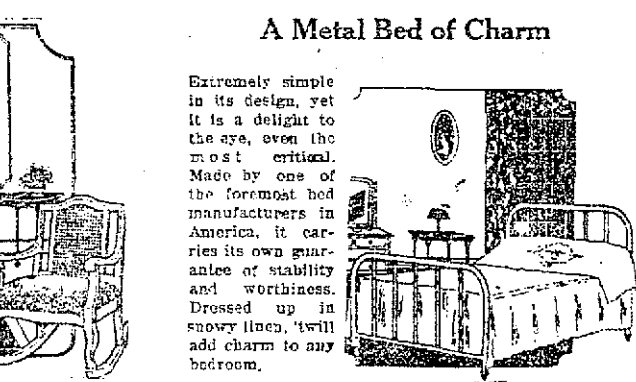 A Metal Bed of Charm
Extremely simple
in its design, yet
it is a delight to
the eye, even the
most critical.
Made by one of
the foremost bed
manufacturers in
America, it car-
ries its own guar-
antee of stability
and worthiness.
Dressed up in
snowy linen, 'twill
add charm to any
bedroom.